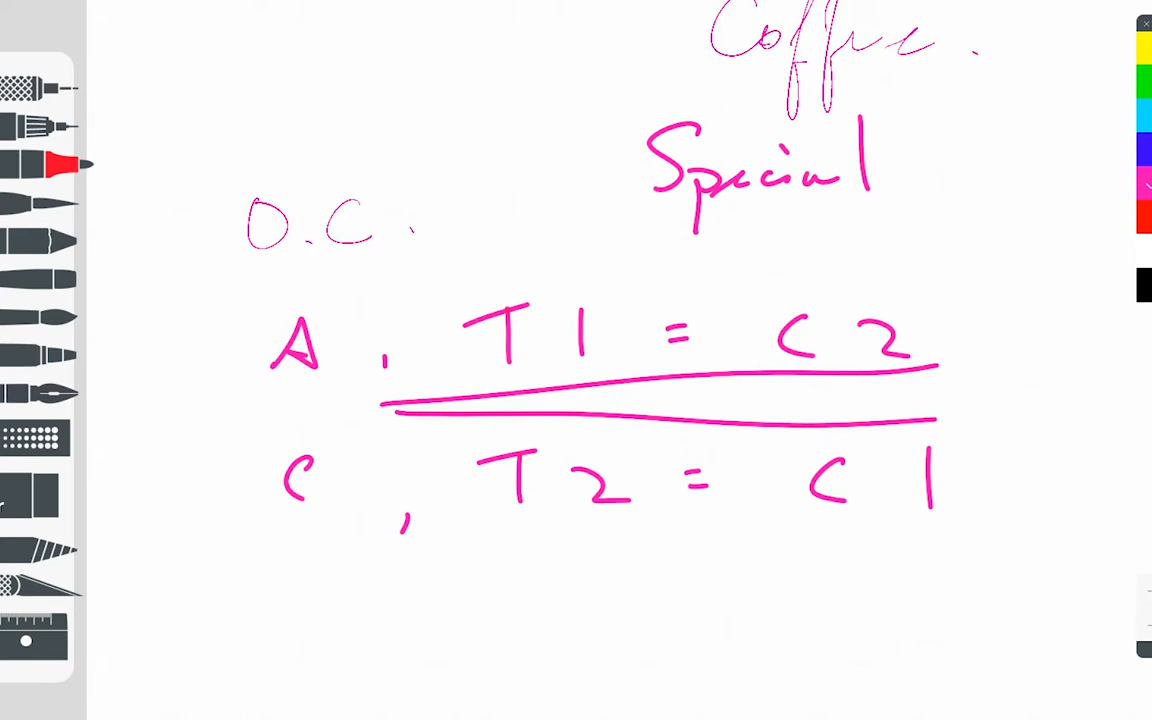 Coffee.
Special
O.C.
A, T1 = C2
C, T2 = C1